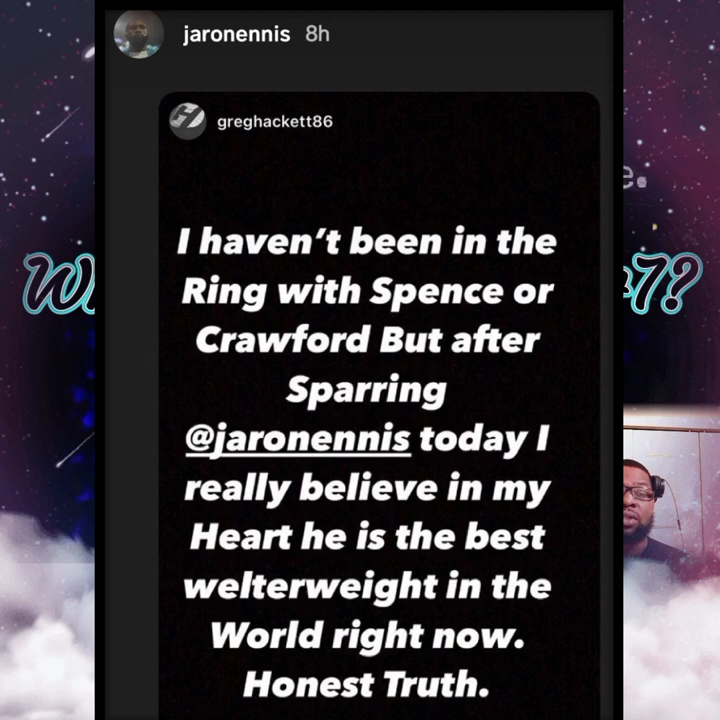 jaronennis 8h
greghackett86
I haven't been in the
Ring with Spence or
Crawford But after
Sparring
@jaronennis today I
really believe in my
Heart he is the best
welterweight in the
World right now.
Honest Truth.